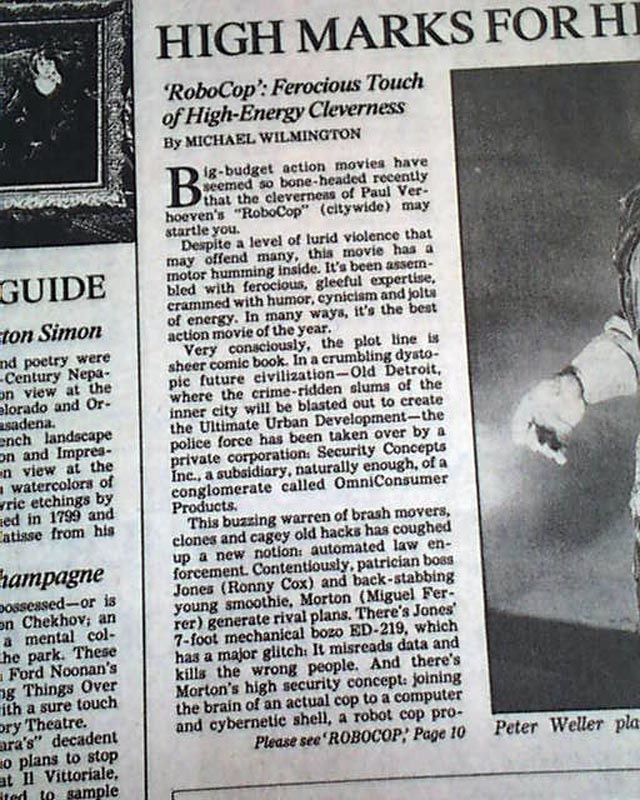 HIGH MARKS FOR HI
'RoboCop': Ferocious Touch
of High-Energy Cleverness
By MICHAEL WILMINGTON
Big-budget action movies have
seemed so bone-headed recently
that the cleverness of Paul Ver-
hoeven's "RoboCop" (citywide) may
startle you.
Despite a level of lurid violence that
may offend many, this movie has a
motor humming inside. It's been assem-
bled with ferocious, gleeful expertise,
crammed with humor, cynicism and jolts
of energy. In many ways, it's the best
action movie of the year.
Very consciously, the plot line is
sheer comic book. In a crumbling dysto-
pic future civilization—Old Detroit,
where the crime-ridden slums of the
inner city will be blasted out to create
the Ultimate Urban Development—the
police force has been taken over by a
private corporation: Security Concepts
Inc., a subsidiary, naturally enough, of a
conglomerate called OmniConsumer
Products.
This buzzing warren of brash movers,
clones and cagey old hacks has coughed
up a new notion: automated law en-
forcement. Contentiously, patrician boss
Jones (Ronny Cox) and back-stabbing
young smoothie, Morton (Miguel Fer-
rer) generate rival plans. There's Jones'
7-foot mechanical bozo ED-219, which
has a major glitch: It misreads data and
kills the wrong people. And there's
Morton's high security concept: joining
the brain of an actual cop to a computer
and cybernetic shell, a robot cop pro-
Please see 'ROBOCOP,' Page 10
Peter Weller pla
GUIDE
ton Simon
nd poetry were
-Century Nepa-
on view at the
olorado and Or-
asadena.
ench landscape
on and Impres-
n view at the
watercolors of
vric etchings by
ed in 1799 and
atisse from his
hampagne
possessed—or is
on Chekhov; an
a mental col-
the park. These
Ford Noonan's
ng Things Over
with a sure touch
ory Theatre.
ara's" decadent
o plans to stop
at Il Vittoriale,
ited to sample